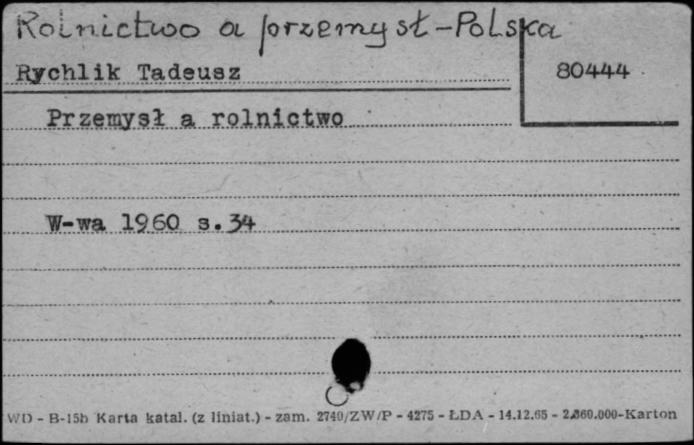 Rolnictwo a przemysł-Polska
Rychlik Tadeusz
80444
Przemysł a rolnictwo
W-wa 1960 s.34
WD - B-15b Karta katal. (z liniat.) - zam. 2740/ZW/P - 4275 - ŁDA - 14.12.65 - 2.860.000-Karton